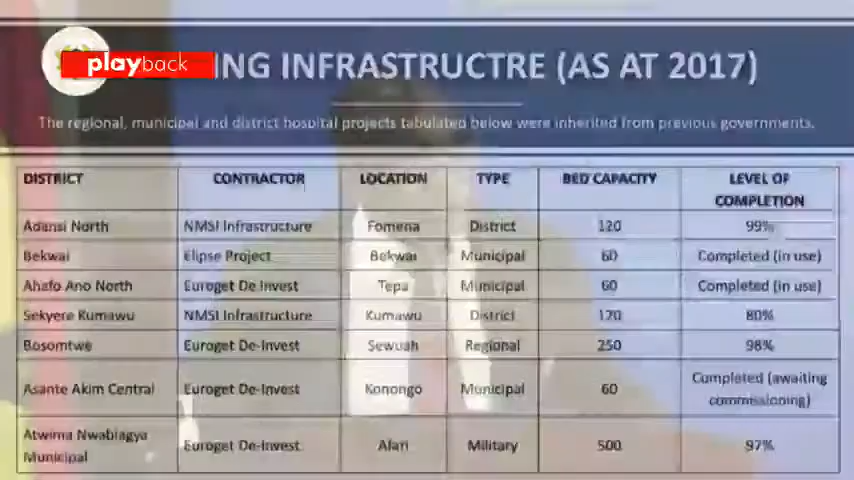 playback
ING INFRASTRUCTRE (AS AT 2017)
The regional, municipal and district hospital projects tabulated below were inherited from previous governments.
DISTRICT CONTRACTOR LOCATION TYPE BED CAPACITY LEVEL OF COMPLETION
Adansi North NMSI Infrastructure Fomena District 120 99%
Bekwai Elipse Project Bekwai Municipal 60 Completed (in use)
Ahafo Ano North Euroget De Invest Tepa Municipal 60 Completed (in use)
Sekyere Kumawu NMSI Infrastructure Kumawu District 120 80%
Bosomtwe Euroget De-Invest Sewuah Regional 250 98%
Asante Akim Central Euroget De-Invest Konongo Municipal 60 Completed (awaiting commissioning)
Atwima Nwabiagya Municipal Euroget De-Invest Afari Military 500 97%